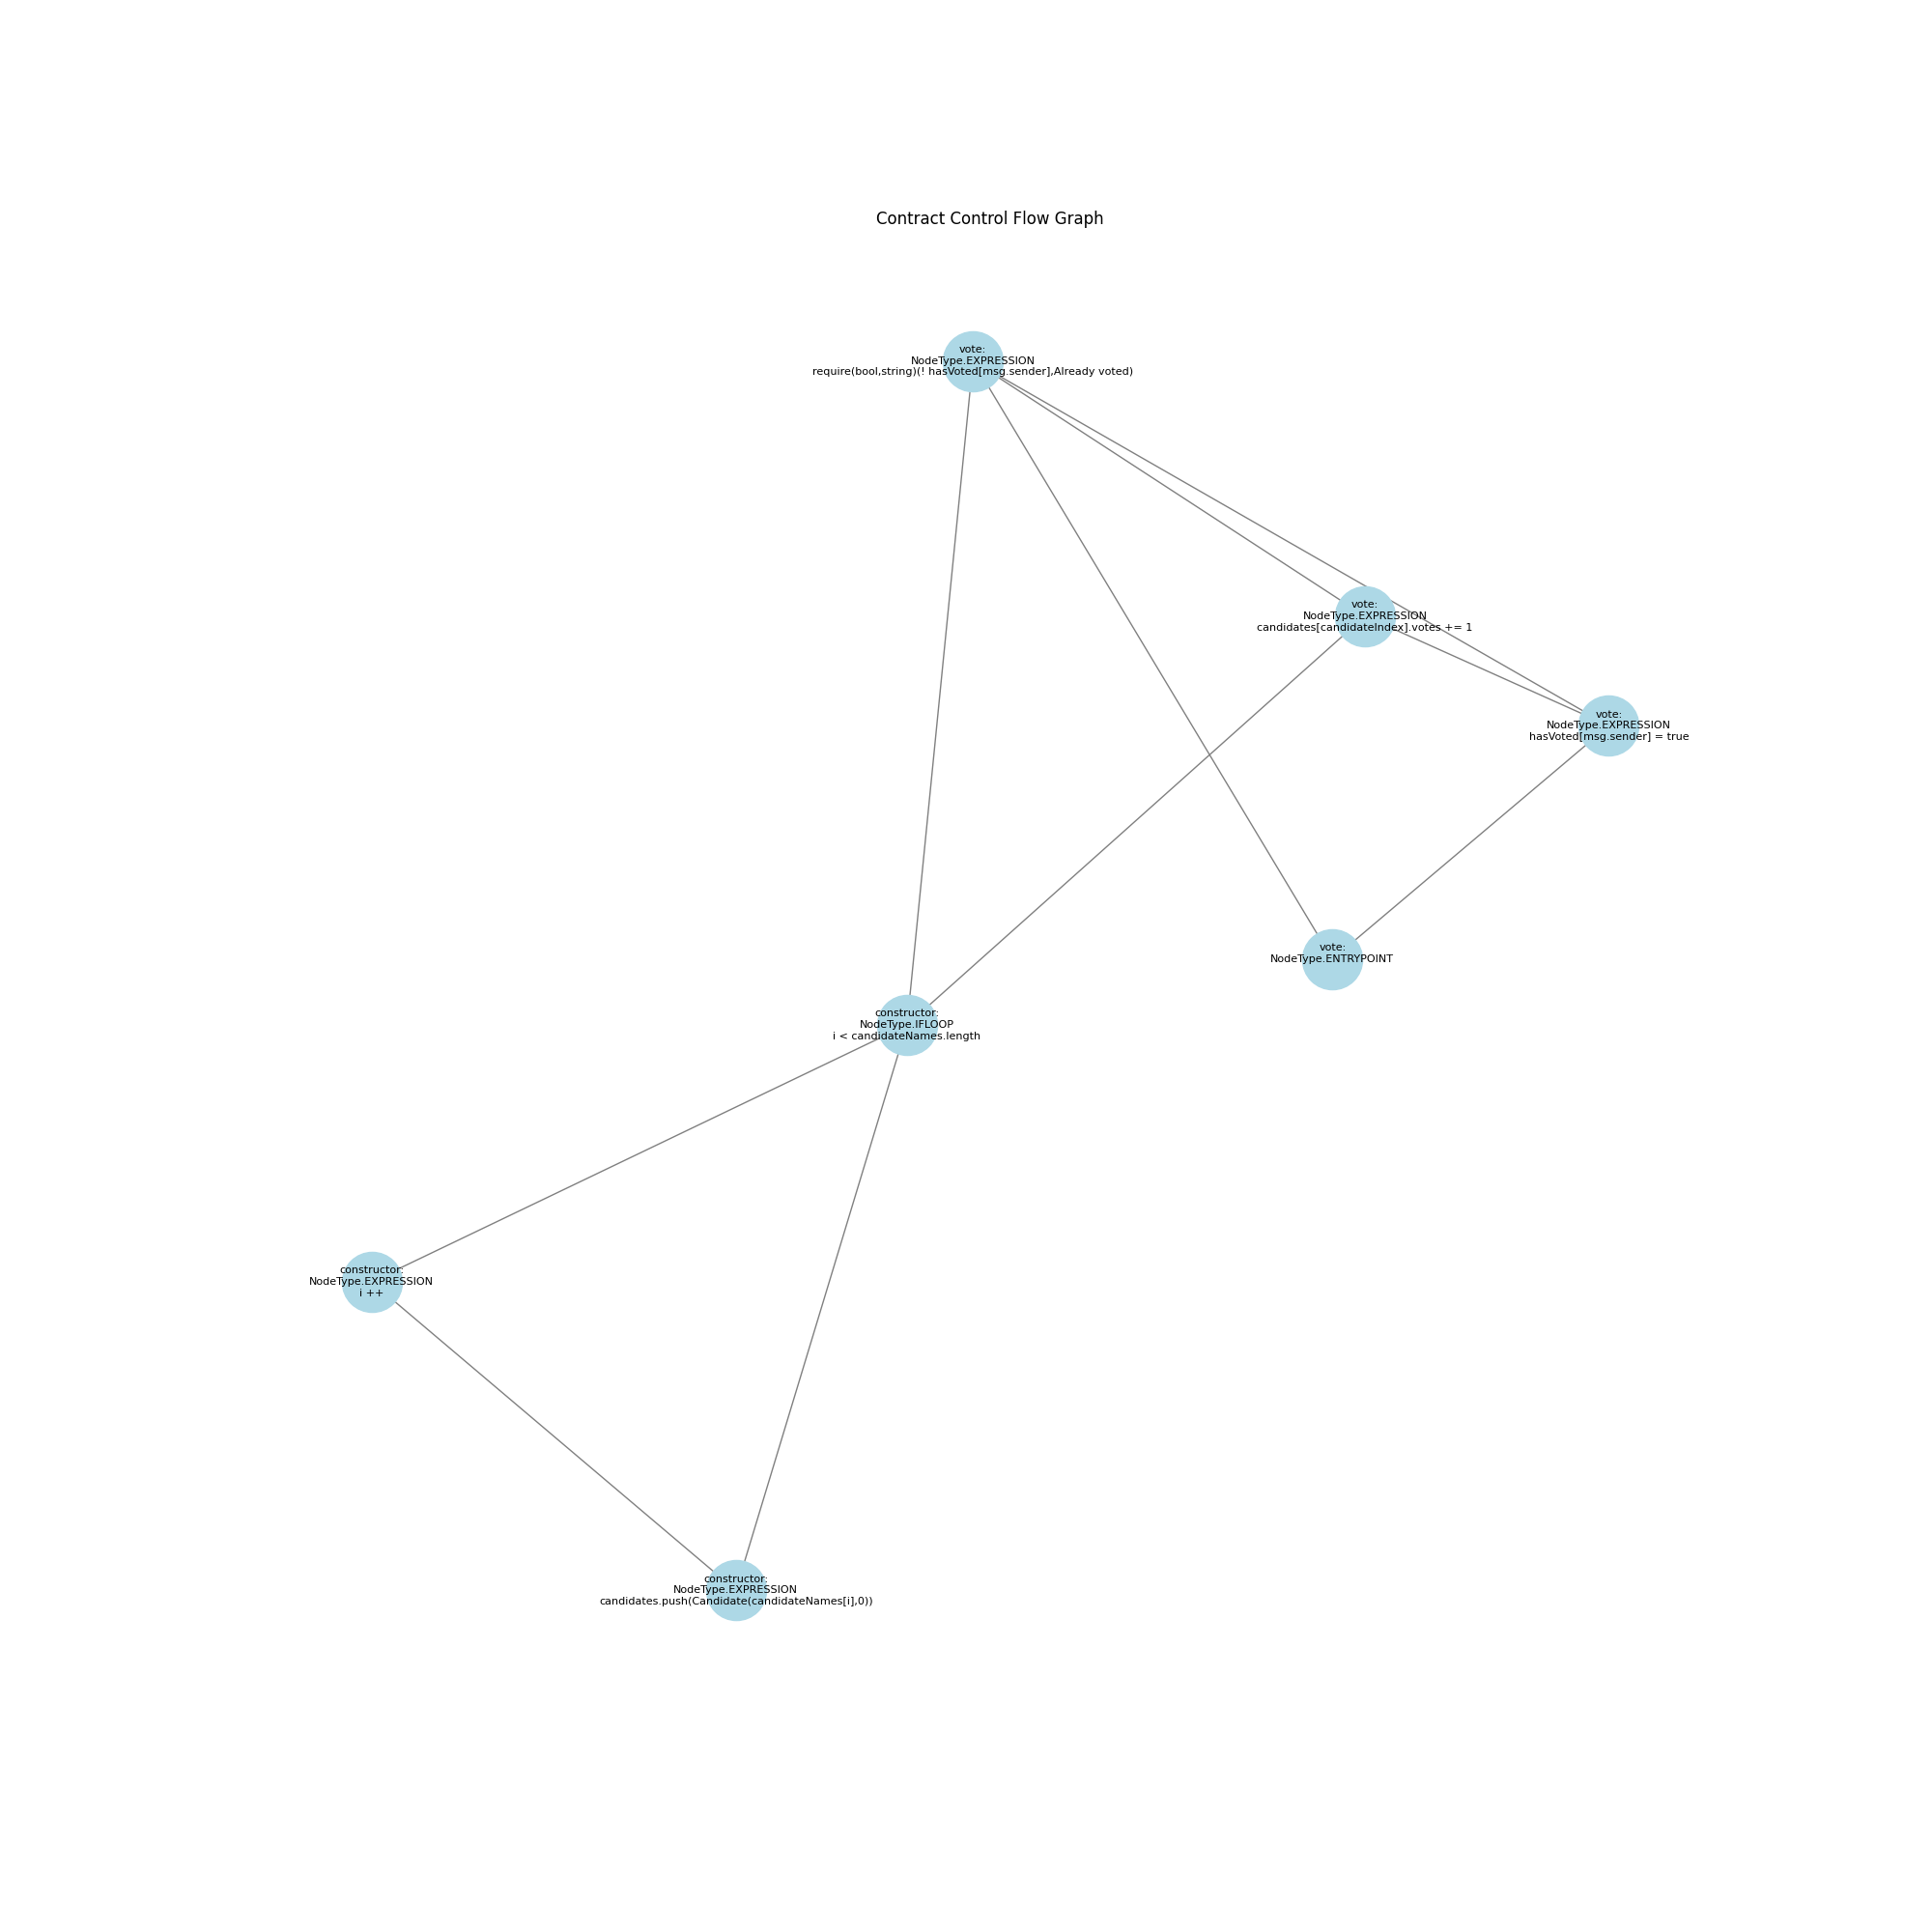 Contract Control Flow Graph
vote:
NodeType.EXPRESSION
require(bool,string)(! hasVoted[msg.sender],Already voted)
vote:
NodeType.EXPRESSION
candidates[candidateIndex].votes += 1
vote:
NodeType.EXPRESSION
hasVoted[msg.sender] = true
vote:
NodeType.ENTRYPOINT
constructor:
NodeType.IFLOOP
i < candidateNames.length
constructor:
NodeType.EXPRESSION
i ++
constructor:
NodeType.EXPRESSION
candidates.push(Candidate(candidateNames[i],0))